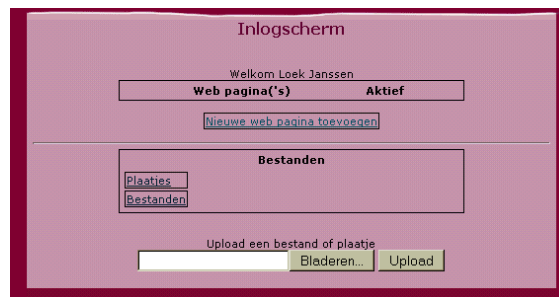 Inlogscherm
Welkom Loek Janssen
Web pagina('s) Aktief
Nieuwe web pagina toevoegen
Bestanden
Plaatjes
Bestanden
Upload een bestand of plaatje
Bladeren... Upload